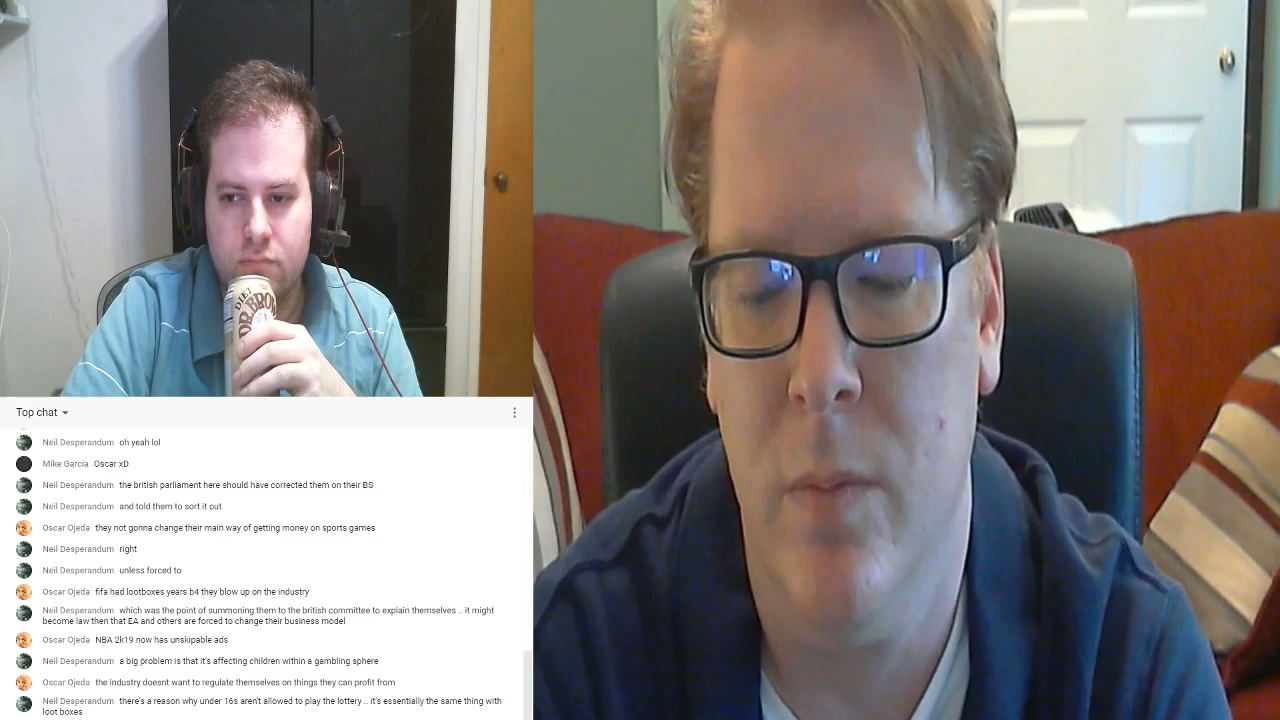 DIET
DR. BRO
Top chat
Neil Desperandum oh yeah lol
Mike Garcia Oscar xD
Neil Desperandum the british parliament here should have corrected them on their BS
Neil Desperandum and told them to sort it out
Oscar Ojeda they not gonna change their main way of getting money on sports games
Neil Desperandum right
Neil Desperandum unless forced to
Oscar Ojeda fifa had lootboxes years b4 they blow up on the industry
Neil Desperandum which was the point of summoning them to the british committee to explain themselves .. it might
become law then that EA and others are forced to change their business model
Oscar Ojeda NBA 2k19 now has unskipable ads
Neil Desperandum a big problem is that it's affecting children within a gambling sphere
Oscar Ojeda the industry doesnt want to regulate themselves on things they can profit from
Neil Desperandum there's a reason why under 16s aren't allowed to play the lottery .. it's essentially the same thing with
loot boxes